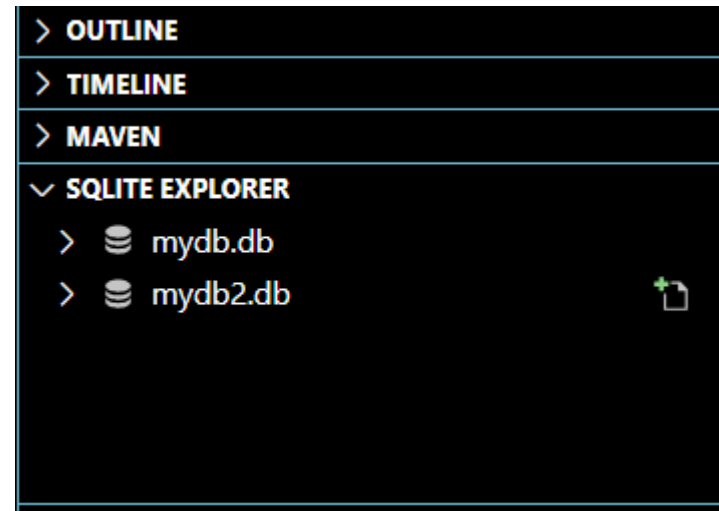 OUTLINE
TIMELINE
MAVEN
SQLITE EXPLORER
mydb.db
mydb2.db